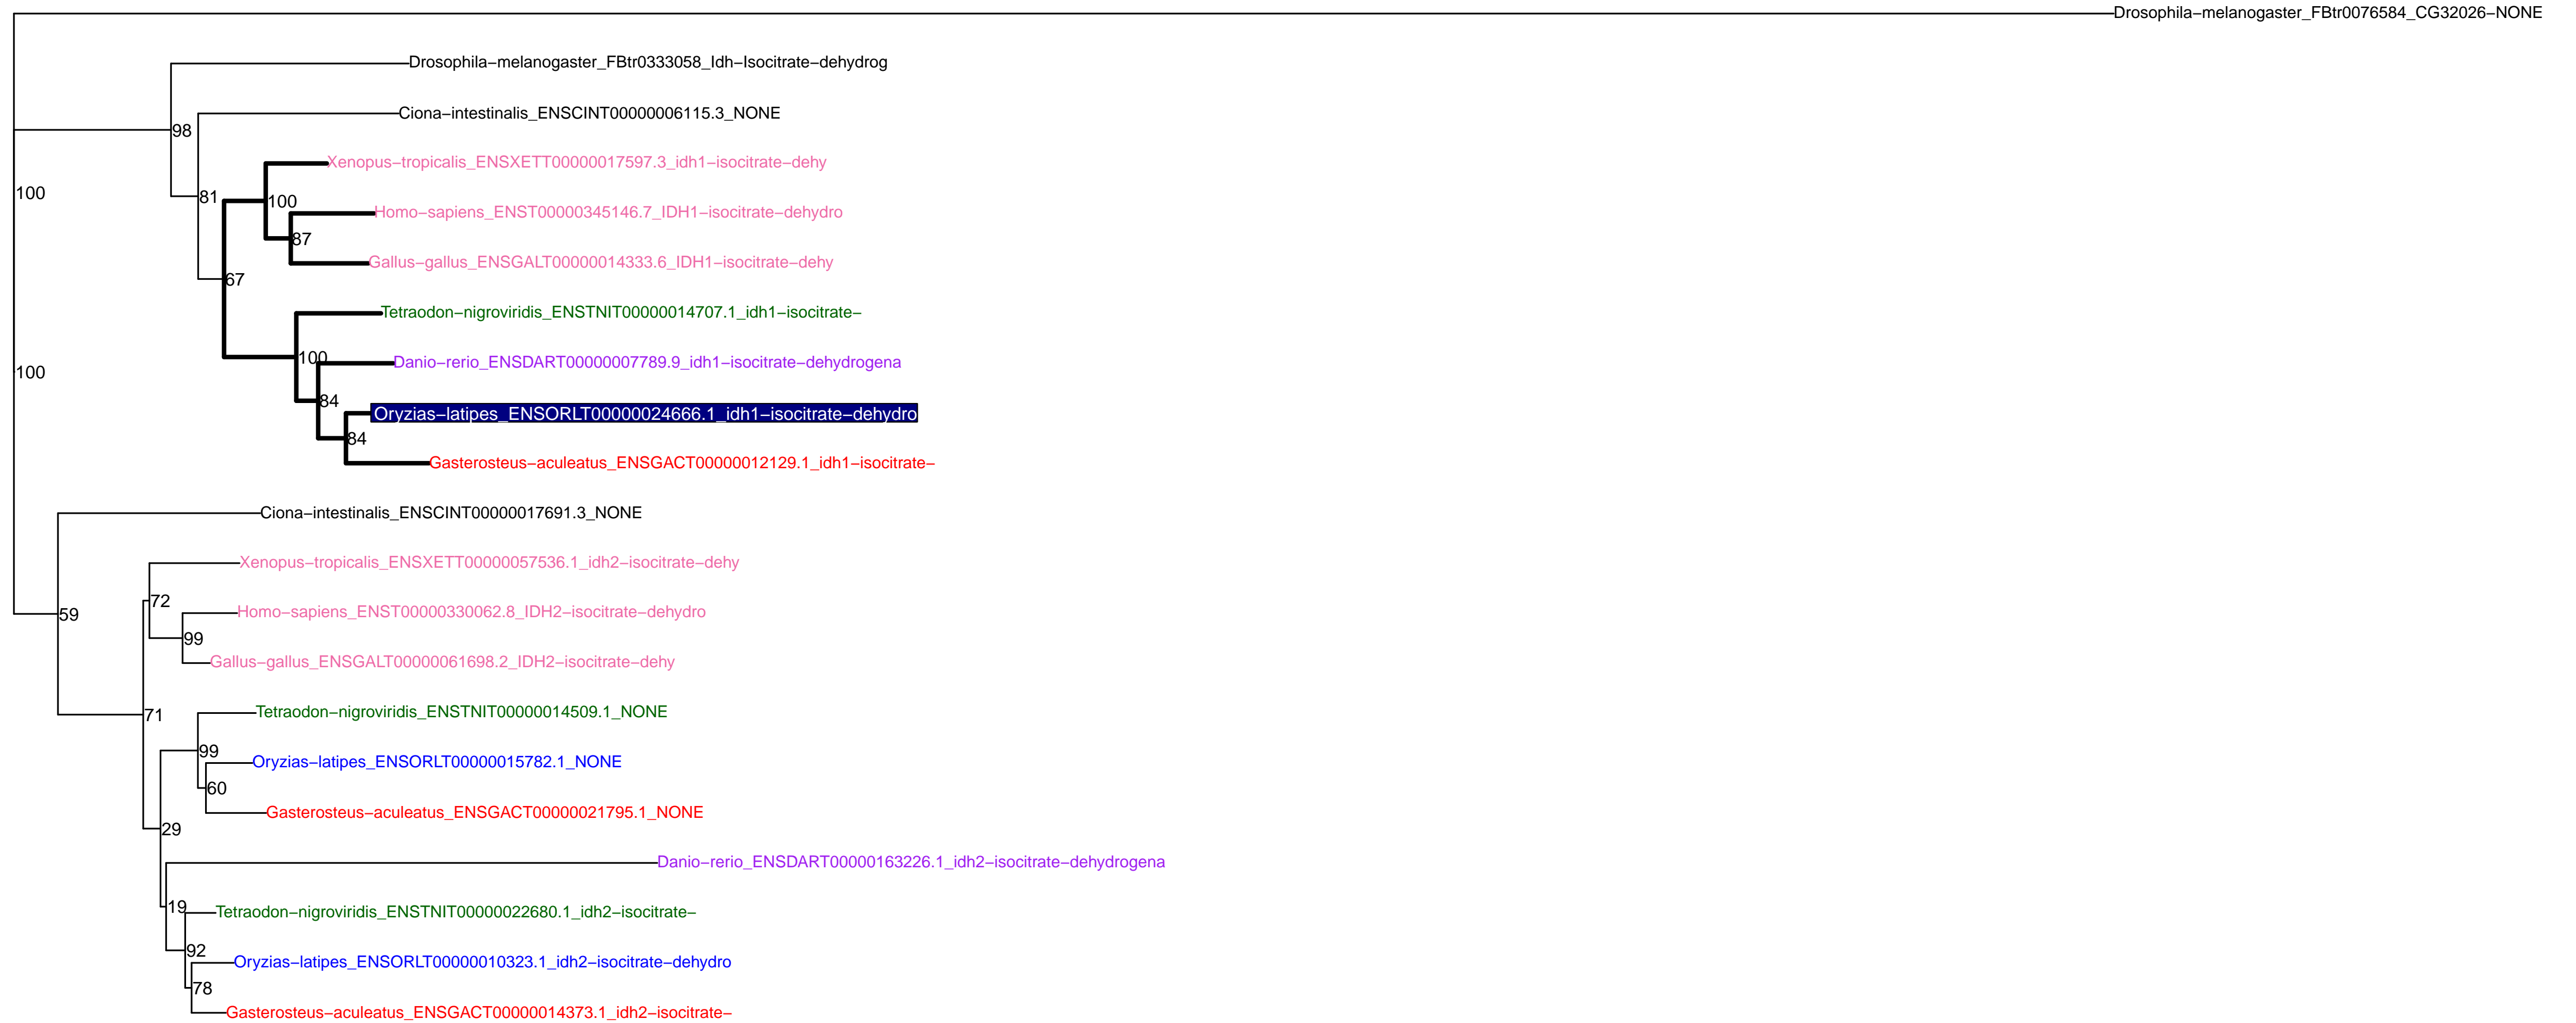 Drosophila−melanogaster_FBtr0076584_CG32026−NONE
Drosophila−melanogaster_FBtr0333058_Idh−Isocitrate−dehydrog
Ciona−intestinalis_ENSCINT00000006115.3_NONE
98
Xenopus−tropicalis_ENSXETT00000017597.3_idh1−isocitrate−dehy
100
81
100
Homo−sapiens_ENST00000345146.7_IDH1−isocitrate−dehydro
87
Gallus−gallus_ENSGALT00000014333.6_IDH1−isocitrate−dehy
67
Tetraodon−nigroviridis_ENSTNIT00000014707.1_idh1−isocitrate−
100
Danio−rerio_ENSDART00000007789.9_idh1−isocitrate−dehydrogena
100
84
Oryzias−latipes_ENSORLT00000024666.1_idh1−isocitrate−dehydro
84
Gasterosteus−aculeatus_ENSGACT00000012129.1_idh1−isocitrate−
Ciona−intestinalis_ENSCINT00000017691.3_NONE
Xenopus−tropicalis_ENSXETT00000057536.1_idh2−isocitrate−dehy
72
59
Homo−sapiens_ENST00000330062.8_IDH2−isocitrate−dehydro
99
Gallus−gallus_ENSGALT00000061698.2_IDH2−isocitrate−dehy
71
Tetraodon−nigroviridis_ENSTNIT00000014509.1_NONE
99
Oryzias−latipes_ENSORLT00000015782.1_NONE
60
Gasterosteus−aculeatus_ENSGACT00000021795.1_NONE
29
Danio−rerio_ENSDART00000163226.1_idh2−isocitrate−dehydrogena
19
Tetraodon−nigroviridis_ENSTNIT00000022680.1_idh2−isocitrate−
92
Oryzias−latipes_ENSORLT00000010323.1_idh2−isocitrate−dehydro
78
Gasterosteus−aculeatus_ENSGACT00000014373.1_idh2−isocitrate−